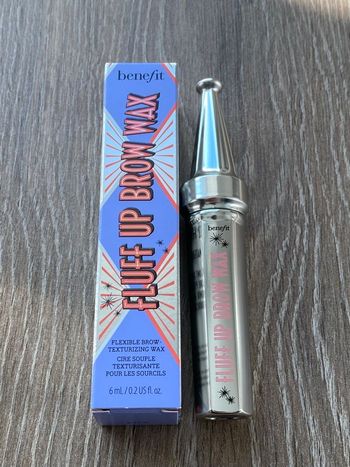 benefit
FLUFF UP BROW WAX
FLEXIBLE BROW-
TEXTURIZING WAX
CIRE SOUPLE
TEXTURISANTE
POUR LES SOURCILS
6 mL / 0.2 US fl. oz.
benefit
FLUFF UP BROW WAX